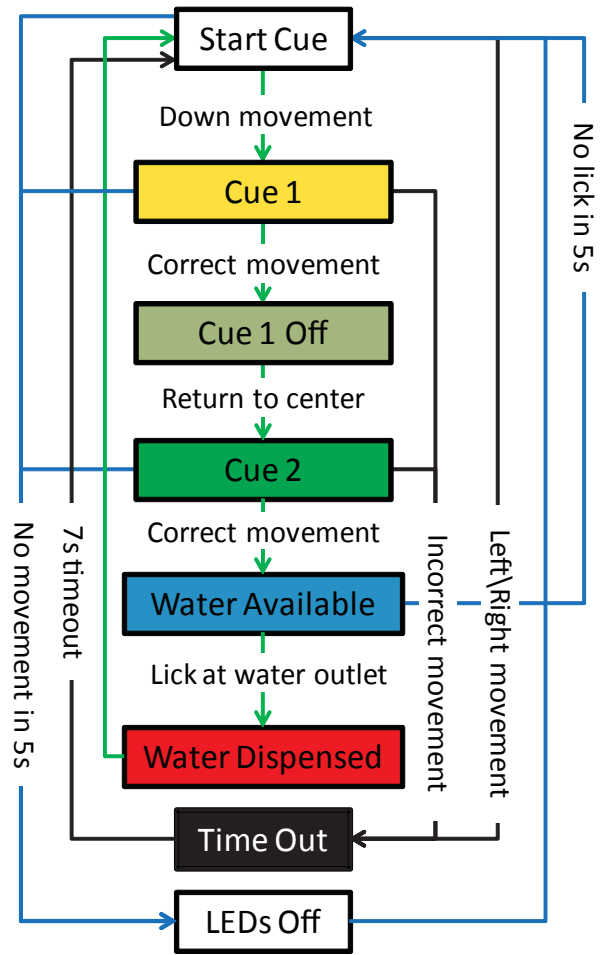 Start Cue
Down movement
Cue 1
Correct movement
Cue 1 Off
Return to center
Cue 2
Correct movement
Water Available
Lick at water outlet
Water Dispensed
Time Out
LEDs Off
No movement in 5s
7s timeout
Incorrect movement
Left\Right movement
No lick in 5s